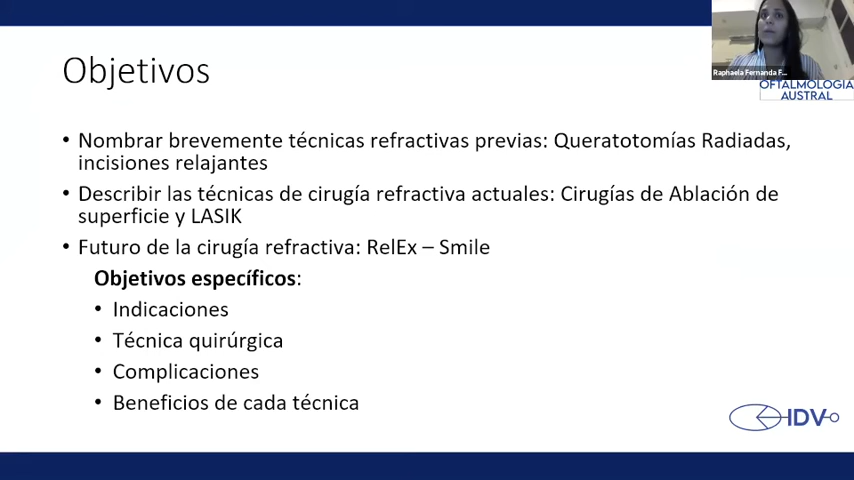 Objetivos
Raphaela Fernanda F...
OFTALMOLOGÍA
AUSTRAL
• Nombrar brevemente técnicas refractivas previas: Queratotomías Radiadas,
incisiones relajantes
• Describir las técnicas de cirugía refractiva actuales: Cirugías de Ablación de
superficie y LASIK
• Futuro de la cirugía refractiva: RelEx – Smile
Objetivos específicos:
• Indicaciones
• Técnica quirúrgica
• Complicaciones
• Beneficios de cada técnica
IDV